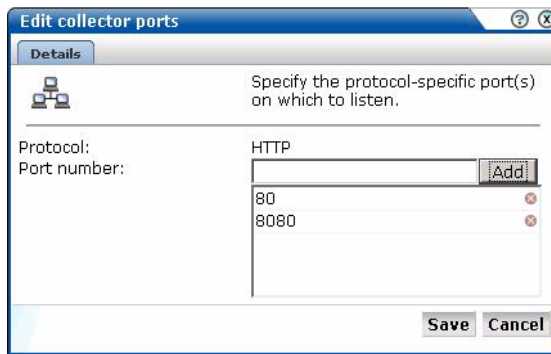 Edit collector ports
Details
Specify the protocol-specific port(s)
on which to listen.
Protocol: HTTP
Port number:
Add
80
8080
Save Cancel